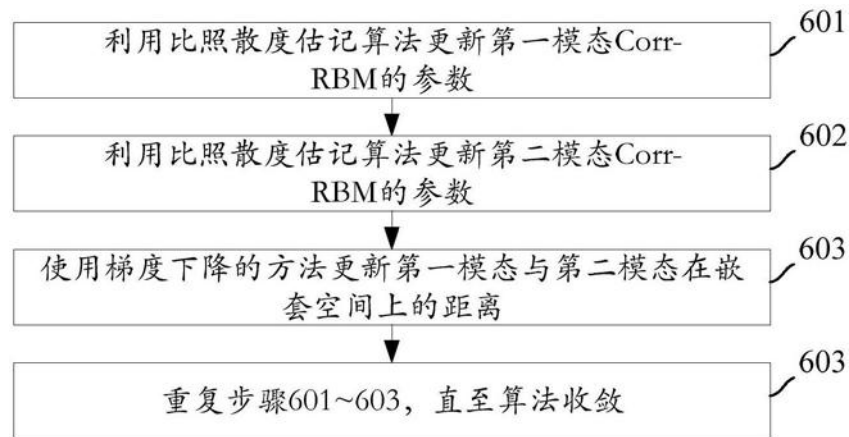 利用比照散度估记算法更新第一模态Corr-
RBM的参数
601
利用比照散度估记算法更新第二模态Corr-
RBM的参数
602
使用梯度下降的方法更新第一模态与第二模态在嵌
套空间上的距离
603
重复步骤601~603，直至算法收敛
603